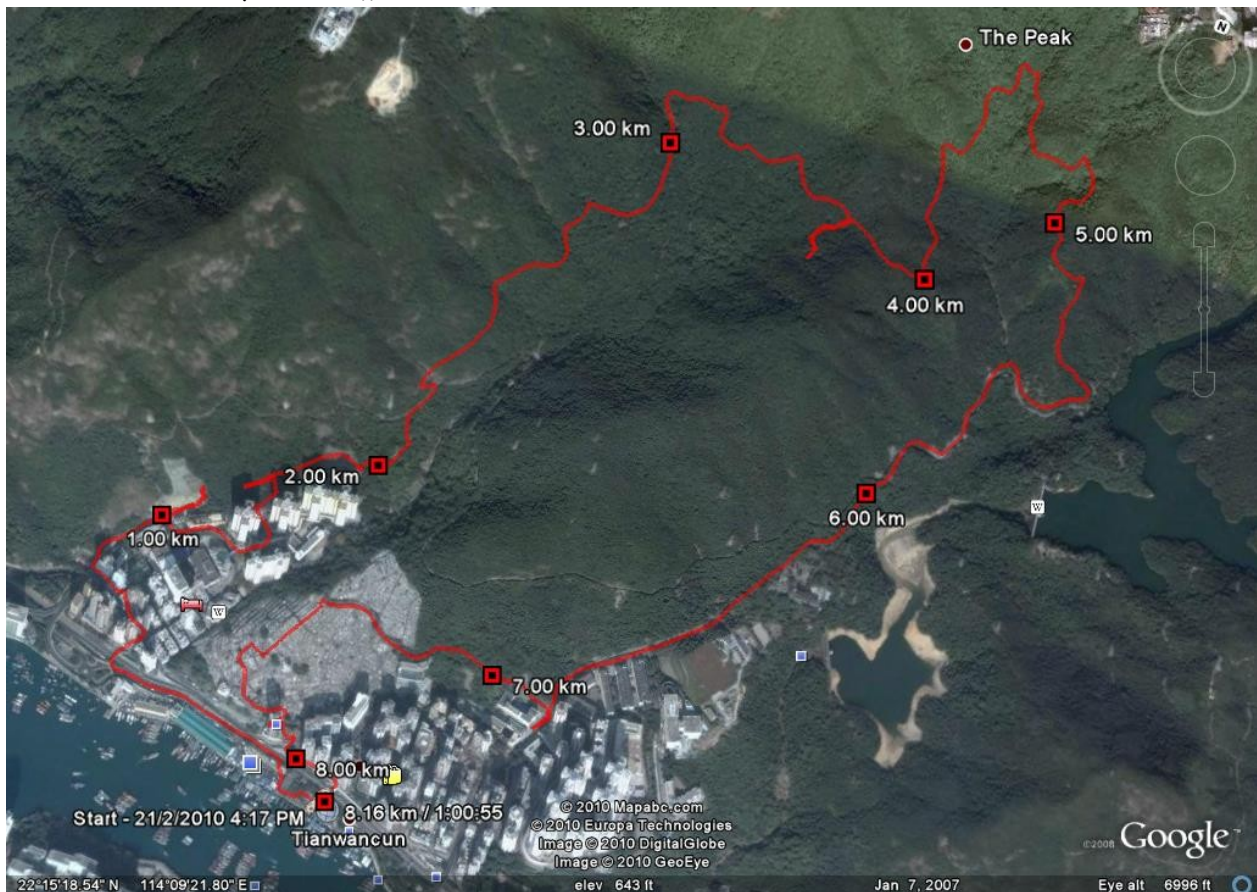 The Peak
N
3.00 km
5.00 km
4.00 km
2.00 km
W
6.00 km
1.00 km
W
7.00 km
8.00 km
Start - 21/2/2010 4:17 PM
8.16 km / 1:00:55
Tianwancun
© 2010 Mapabc.com
© 2010 Europa Technologies
Image © 2010 DigitalGlobe
Image © 2010 GeoEye
©2008 Google™
22°15'18.54" N 114°09'21.80" E elev 643 ft Jan 7, 2007 Eye alt 6996 ft